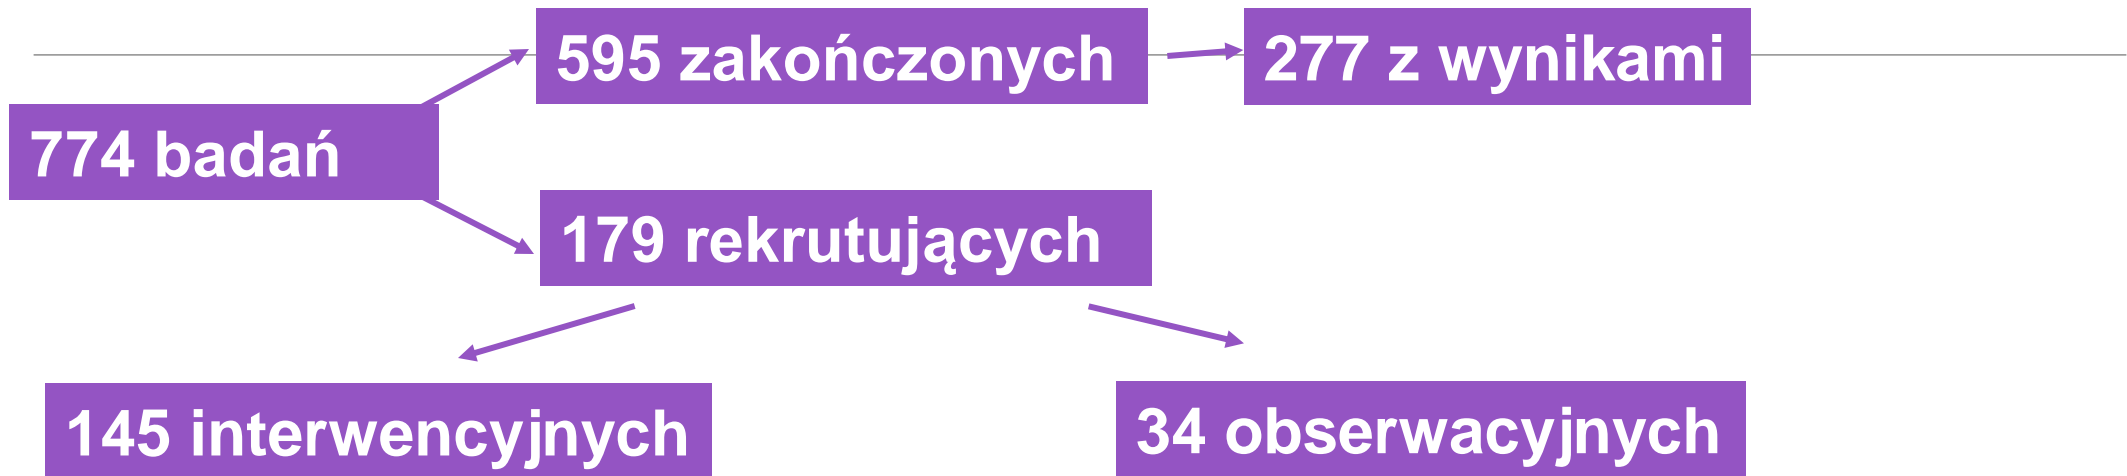 595 zakończonych
277 z wynikami
774 badań
179 rekrutujących
145 interwencyjnych
34 obserwacyjnych